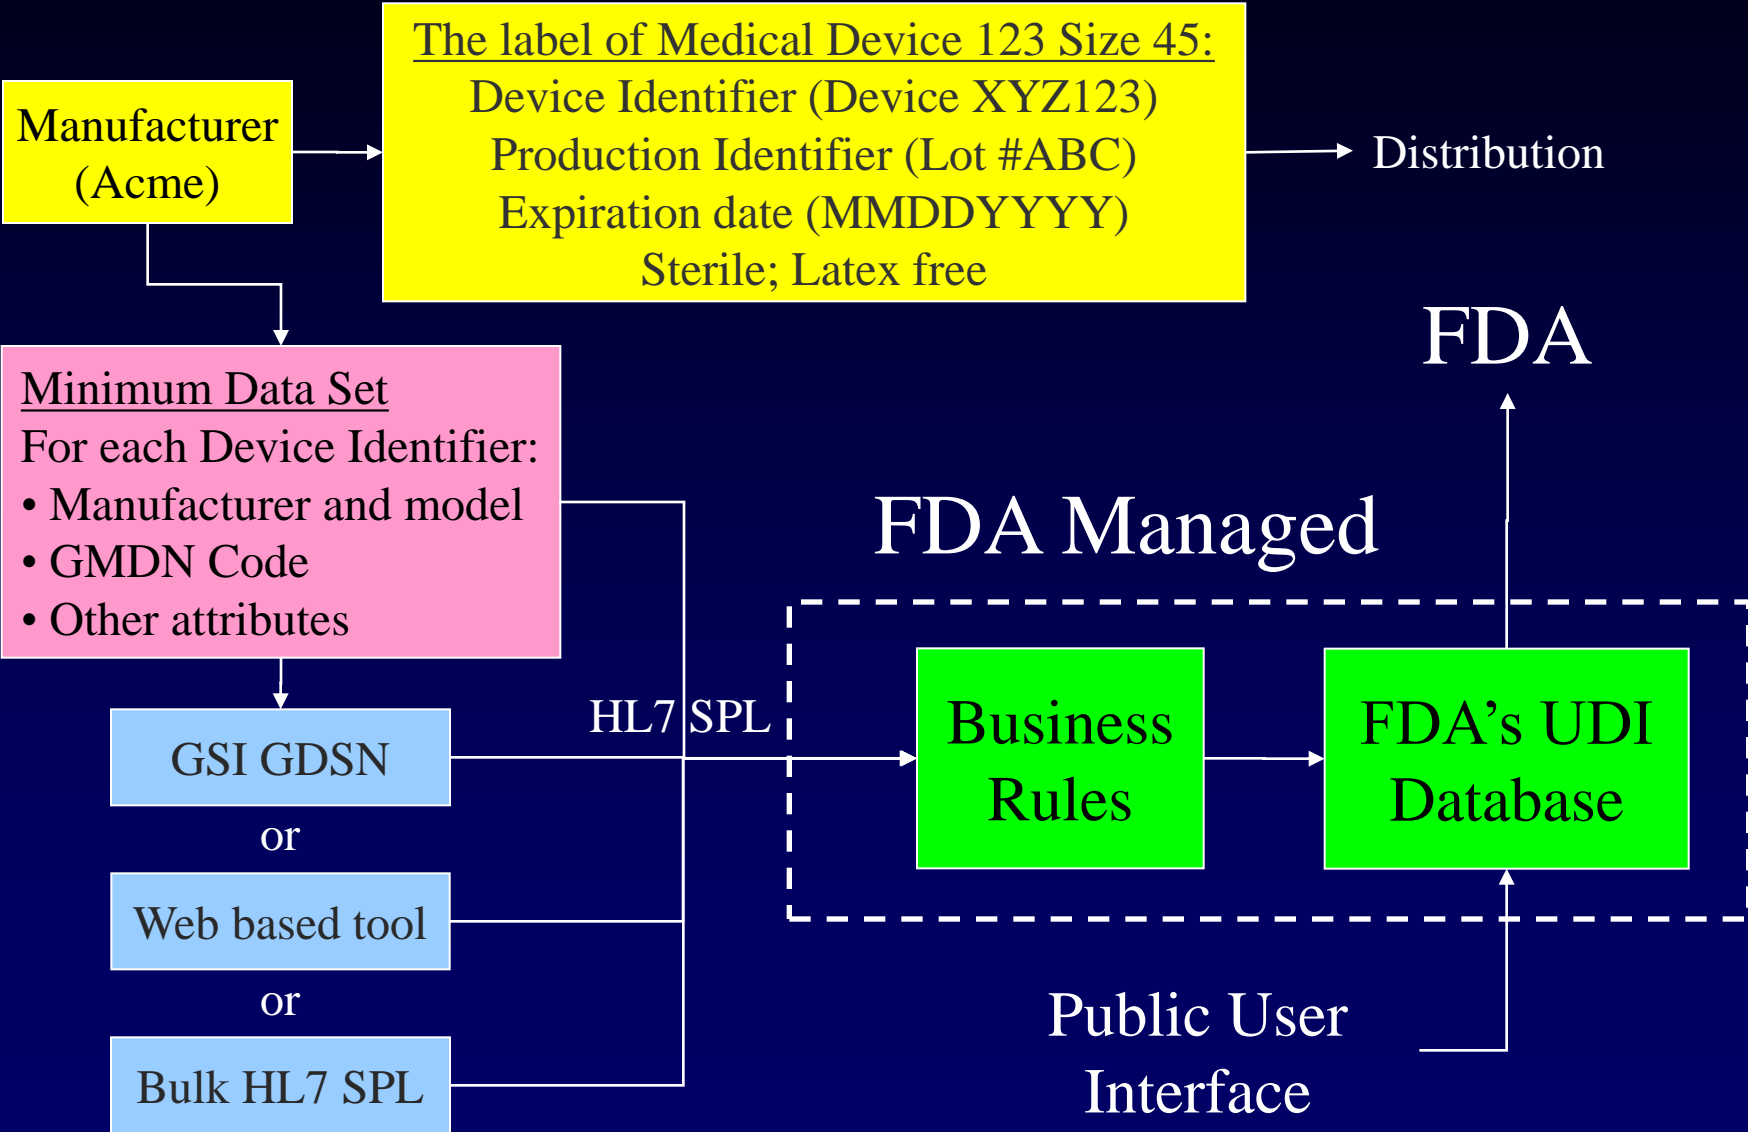 The label of Medical Device 123 Size 45:
Device Identifier (Device XYZ123)
Production Identifier (Lot #ABC)
Expiration date (MMDDYYYY)
Sterile; Latex free
Manufacturer
(Acme)
Distribution
FDA
Minimum Data Set
For each Device Identifier:
• Manufacturer and model
• GMDN Code
• Other attributes
FDA Managed
HL7 SPL
GSI GDSN
or
Web based tool
or
Bulk HL7 SPL
Business
Rules
FDA’s UDI
Database
Public User
Interface